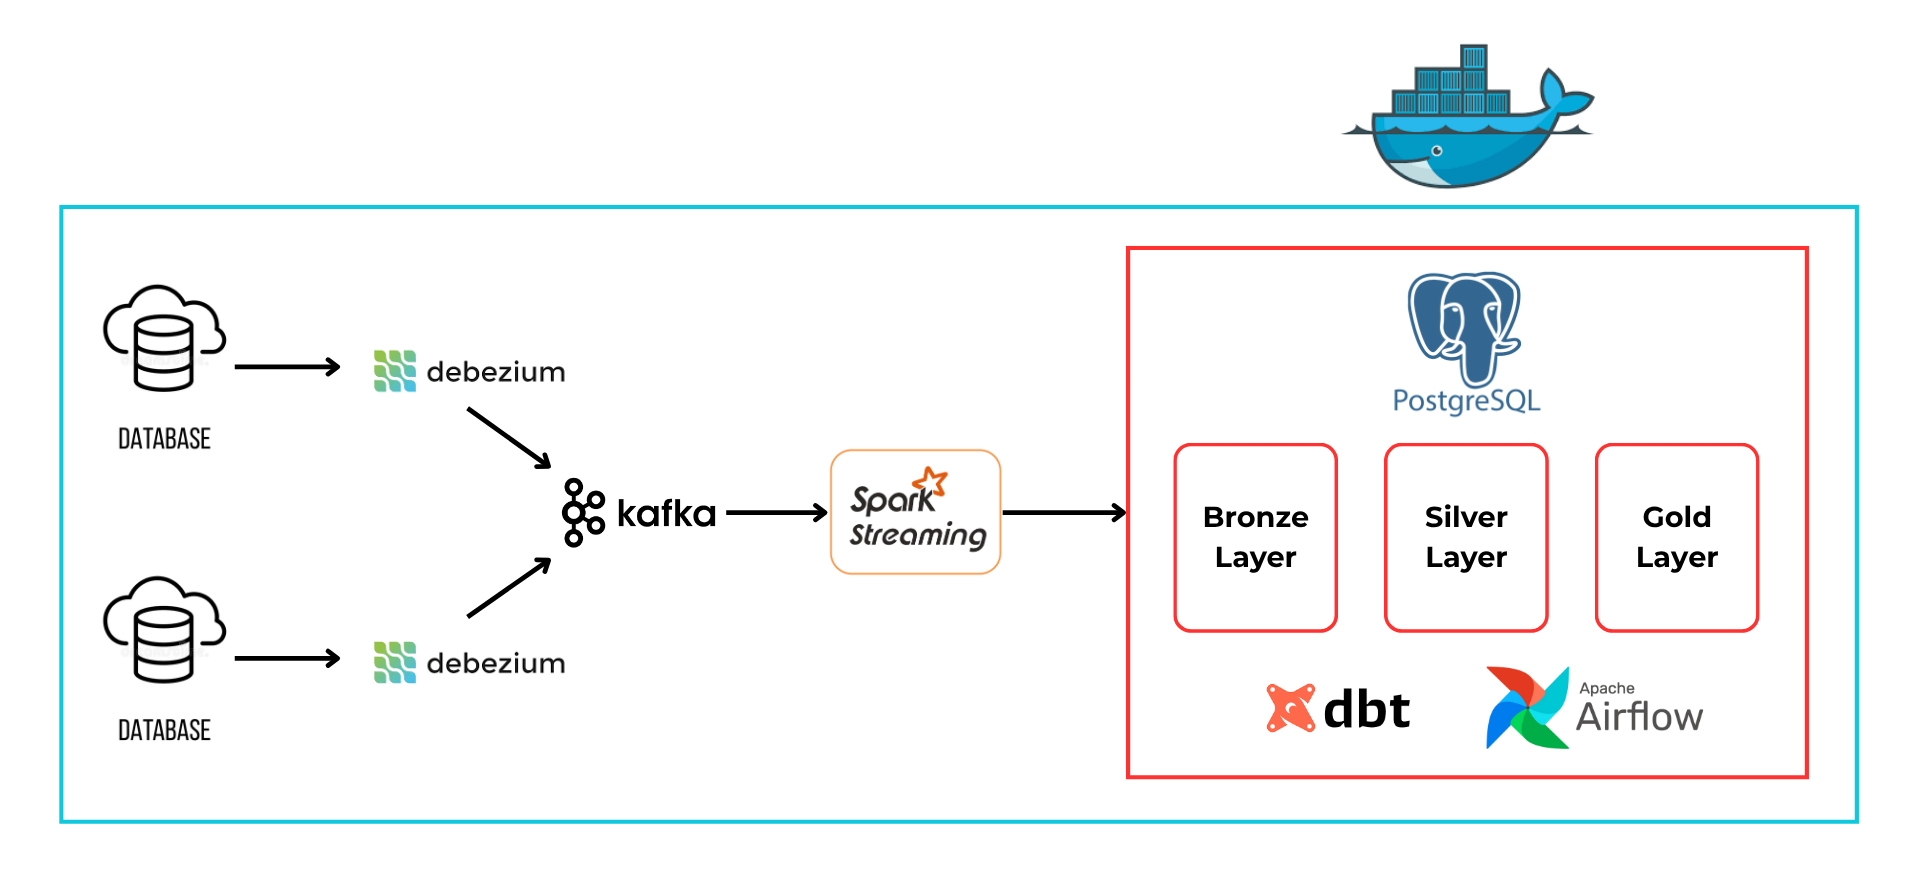 PostgreSQL
DATABASE
debezium
kafka
Spark
Streaming
Bronze
Layer
Silver
Layer
Gold
Layer
DATABASE
debezium
dbt
Apache
Airflow